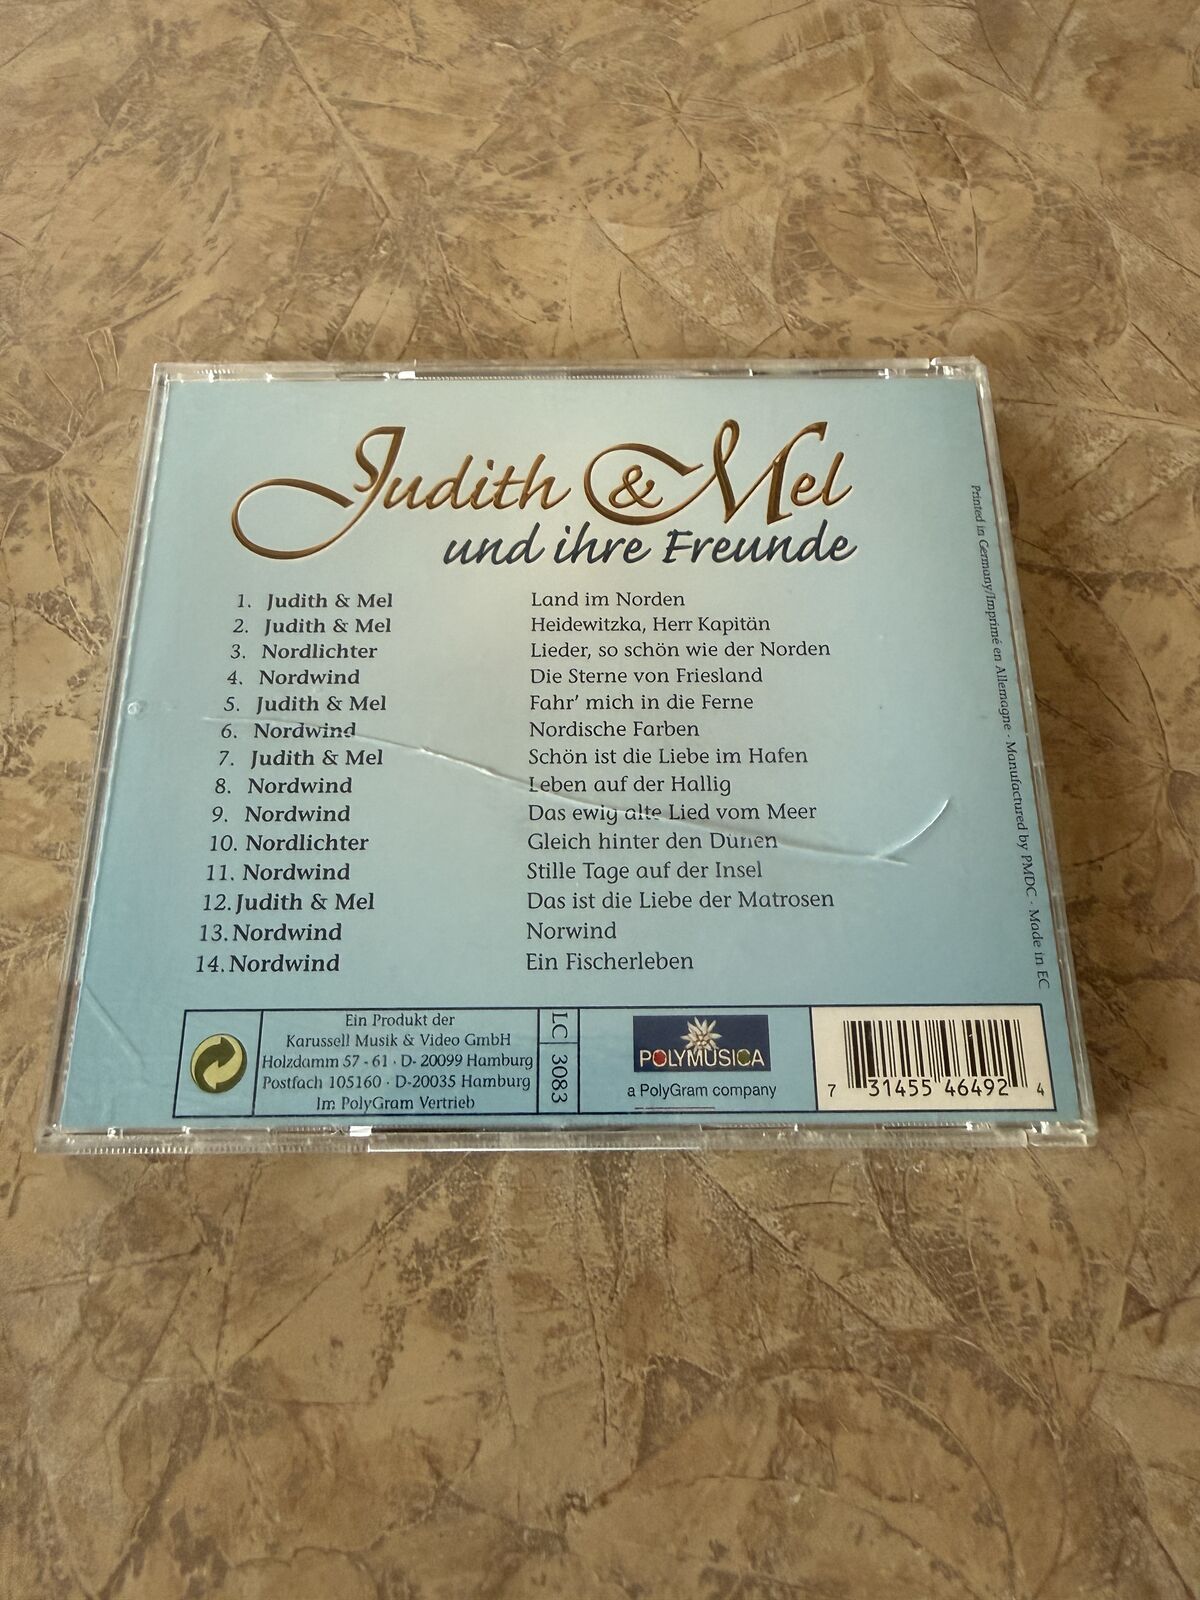 Judith & Mel
und ihre Freunde
1. Judith & Mel Land im Norden
2. Judith & Mel Heidewitzka, Herr Kapitän
3. Nordlichter Lieder, so schön wie der Norden
4. Nordwind Die Sterne von Friesland
5. Judith & Mel Fahr' mich in die Ferne
6. Nordwind Nordische Farben
7. Judith & Mel Schön ist die Liebe im Hafen
8. Nordwind Leben auf der Hallig
9. Nordwind Das ewig alte Lied vom Meer
10. Nordlichter Gleich hinter den Dünen
11. Nordwind Stille Tage auf der Insel
12. Judith & Mel Das ist die Liebe der Matrosen
13. Nordwind Norwind
14. Nordwind Ein Fischerleben
Printed in Germany/Imprimé en Allemagne · Manufactured by PMDC · Made in EC
Ein Produkt der
Karussell Musik & Video GmbH
Holzdamm 57 - 61 · D- 20099 Hamburg
Postfach 105160 · D-20035 Hamburg
Im PolyGram Vertrieb
LC 3083
POLYMUSICA
a PolyGram company
7 31455 46492 4